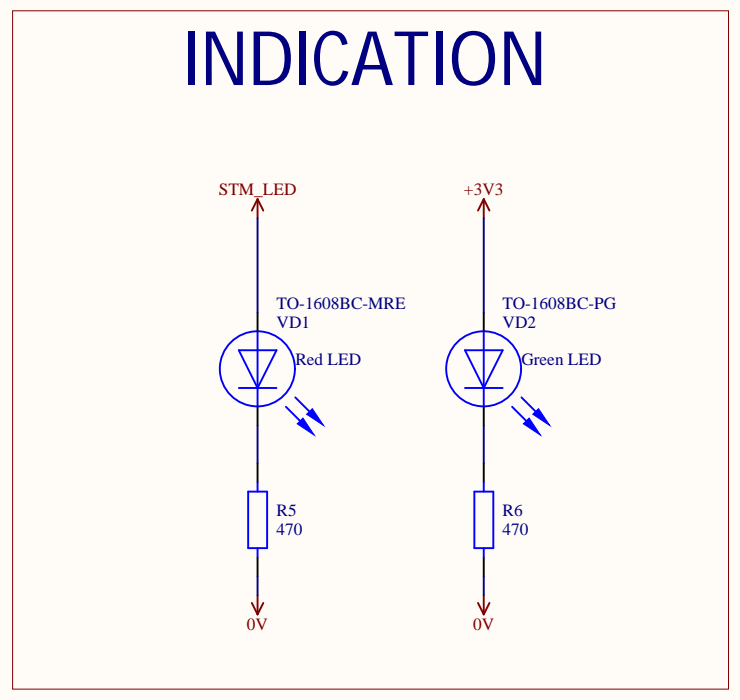 INDICATION
STM_LED
+3V3
TO-1608BC-MRE
VD1
Red LED
TO-1608BC-PG
VD2
Green LED
R5
470
R6
470
0V
0V